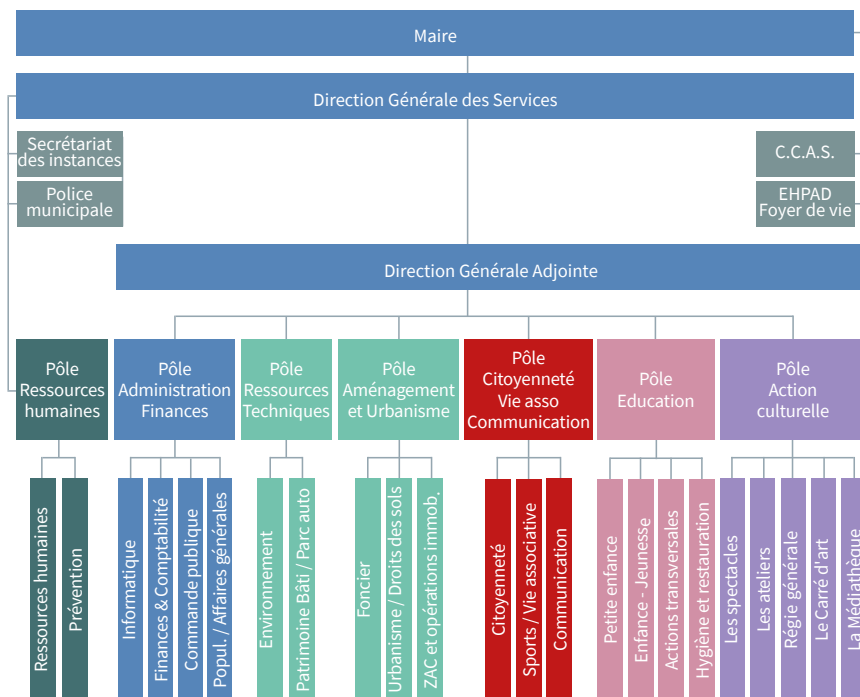 Maire
Direction Générale des Services
Secrétariat
des instances
Police
municipale
C.C.A.S.
EHPAD
Foyer de vie
Direction Générale Adjointe
Pôle
Ressources
humaines
Pôle
Administration
Finances
Pôle
Ressources
Techniques
Pôle
Aménagement
et Urbanisme
Pôle
Citoyenneté
Vie asso
Communication
Pôle
Education
Pôle
Action
culturelle
Ressources humaines
Prévention
Informatique
Finances & Comptabilité
Commande publique
Popul. / Affaires générales
Environnement
Patrimoine Bâti / Parc auto
Foncier
Urbanisme / Droits des sols
ZAC et opérations immob.
Citoyenneté
Sports / Vie associative
Communication
Petite enfance
Enfance - Jeunesse
Actions transversales
Hygiène et restauration
Les spectacles
Les ateliers
Régie générale
Le Carré d'art
La Médiathèque